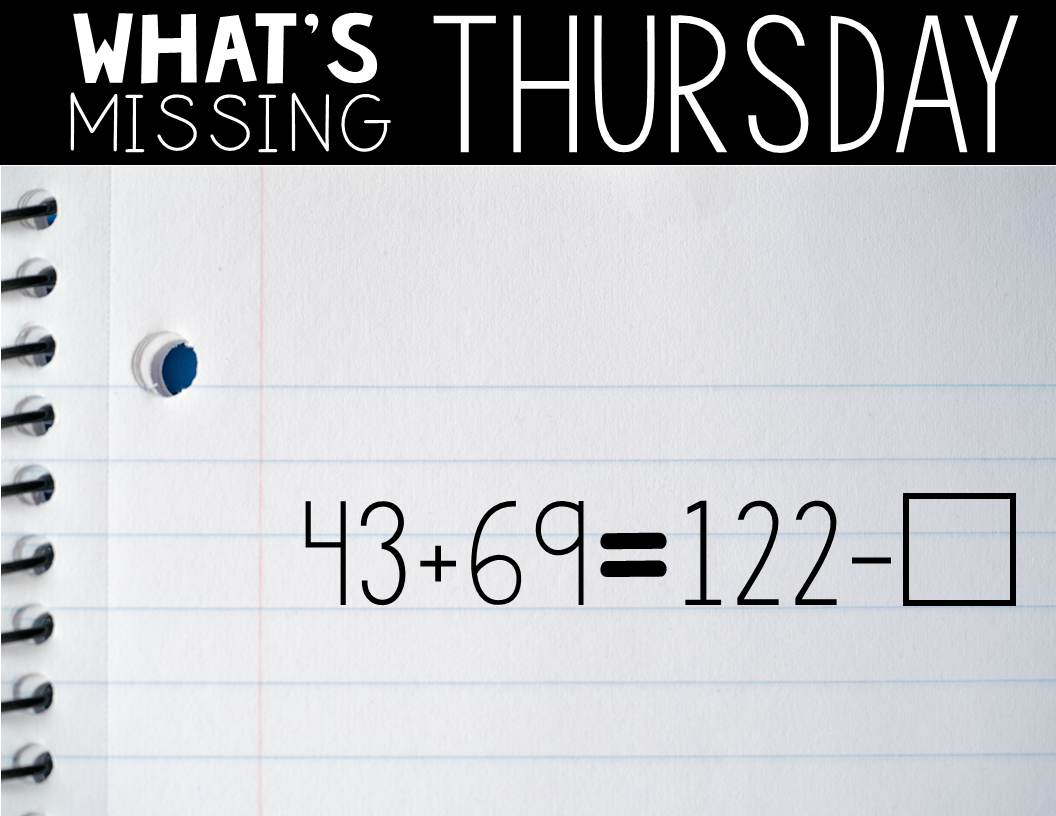 WHAT'S
MISSING
THURSDAY
43+69=122-□